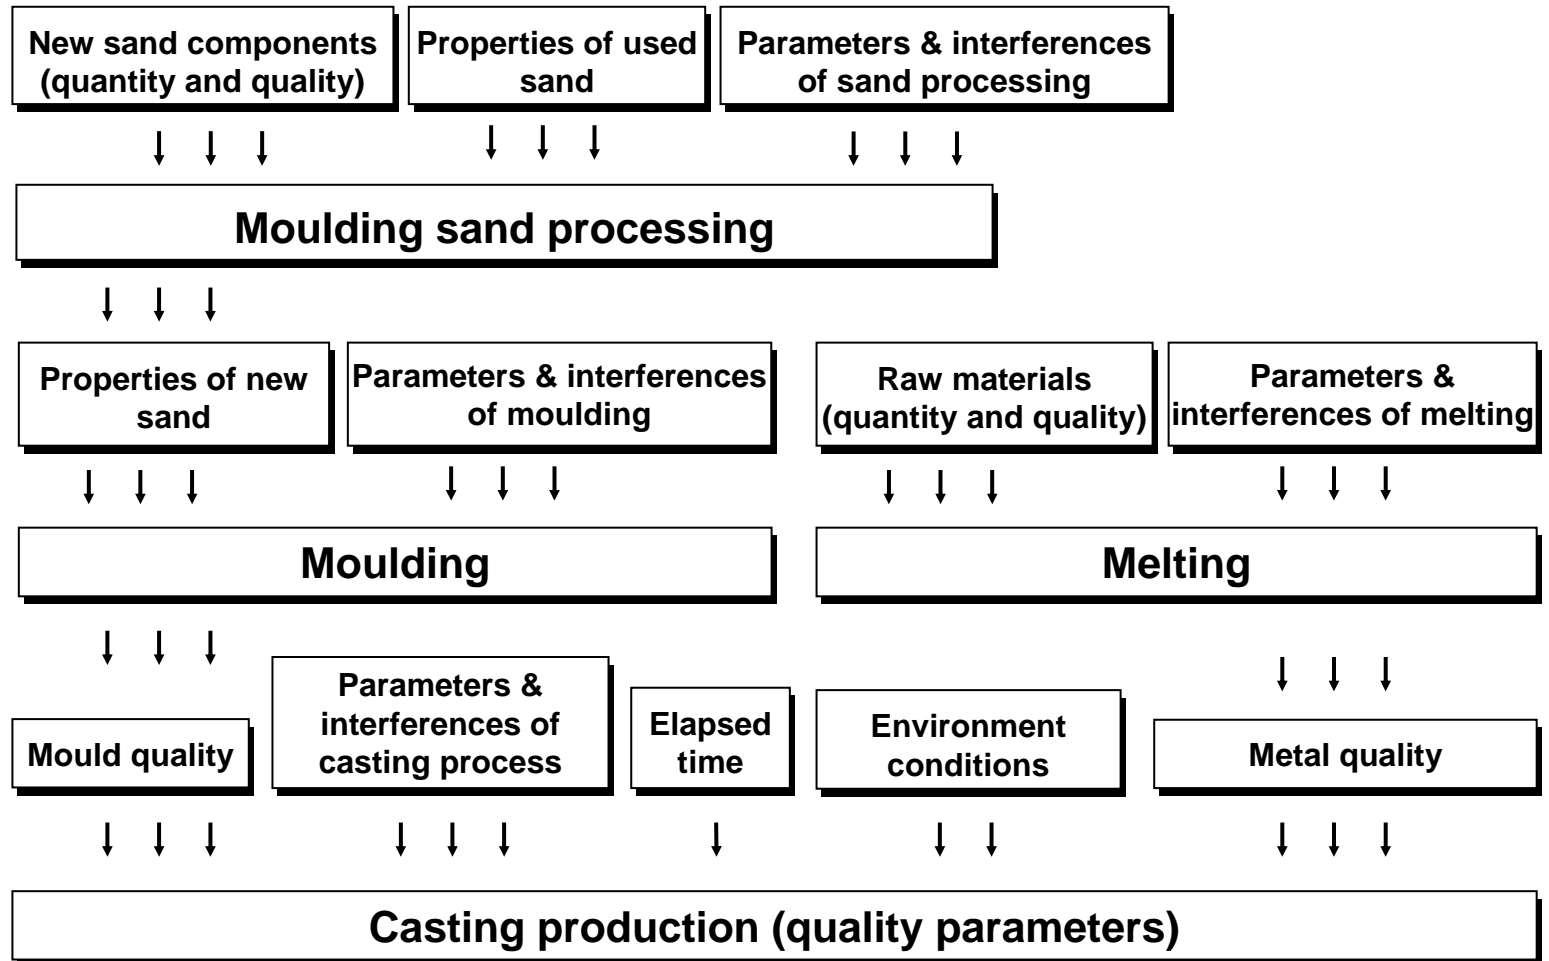 New sand components
(quantity and quality)
Properties of used
sand
Parameters & interferences
of sand processing
Moulding sand processing
Properties of new
sand
Parameters & interferences
of moulding
Raw materials
(quantity and quality)
Parameters &
interferences of melting
Moulding
Melting
Mould quality
Parameters &
interferences of
casting process
Elapsed
time
Environment
conditions
Metal quality
Casting production (quality parameters)